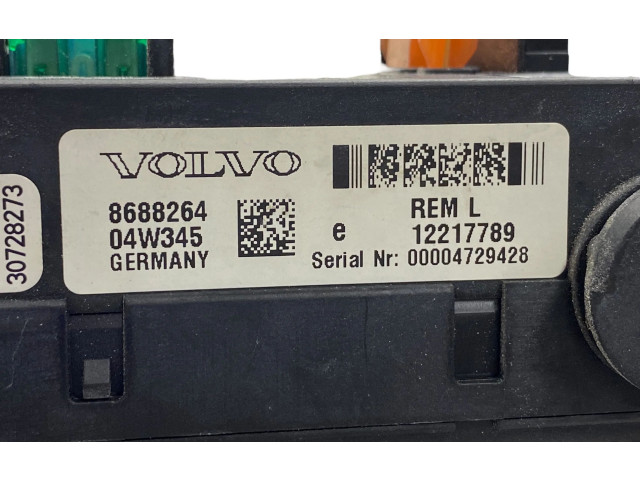 VOLVO
8688264
04W345
GERMANY
REM L
e 12217789
Serial Nr: 00004729428
30728273